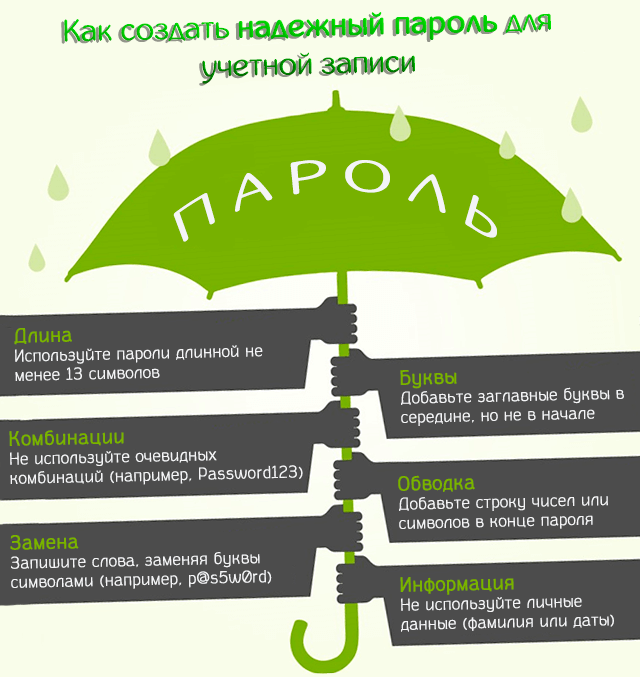 Как создать надежный пароль для
учетной записи
ПАРОЛЬ
Длина
Используйте пароли длинной не
менее 13 символов
Буквы
Добавьте заглавные буквы в
середине, но не в начале
Комбинации
Не используйте очевидных
комбинаций (например, Password123)
Обводка
Добавьте строку чисел или
символов в конце пароля
Замена
Запишите слова, заменяя буквы
символами (например, p@s5w0rd)
Информация
Не используйте личные
данные (фамилия или даты)